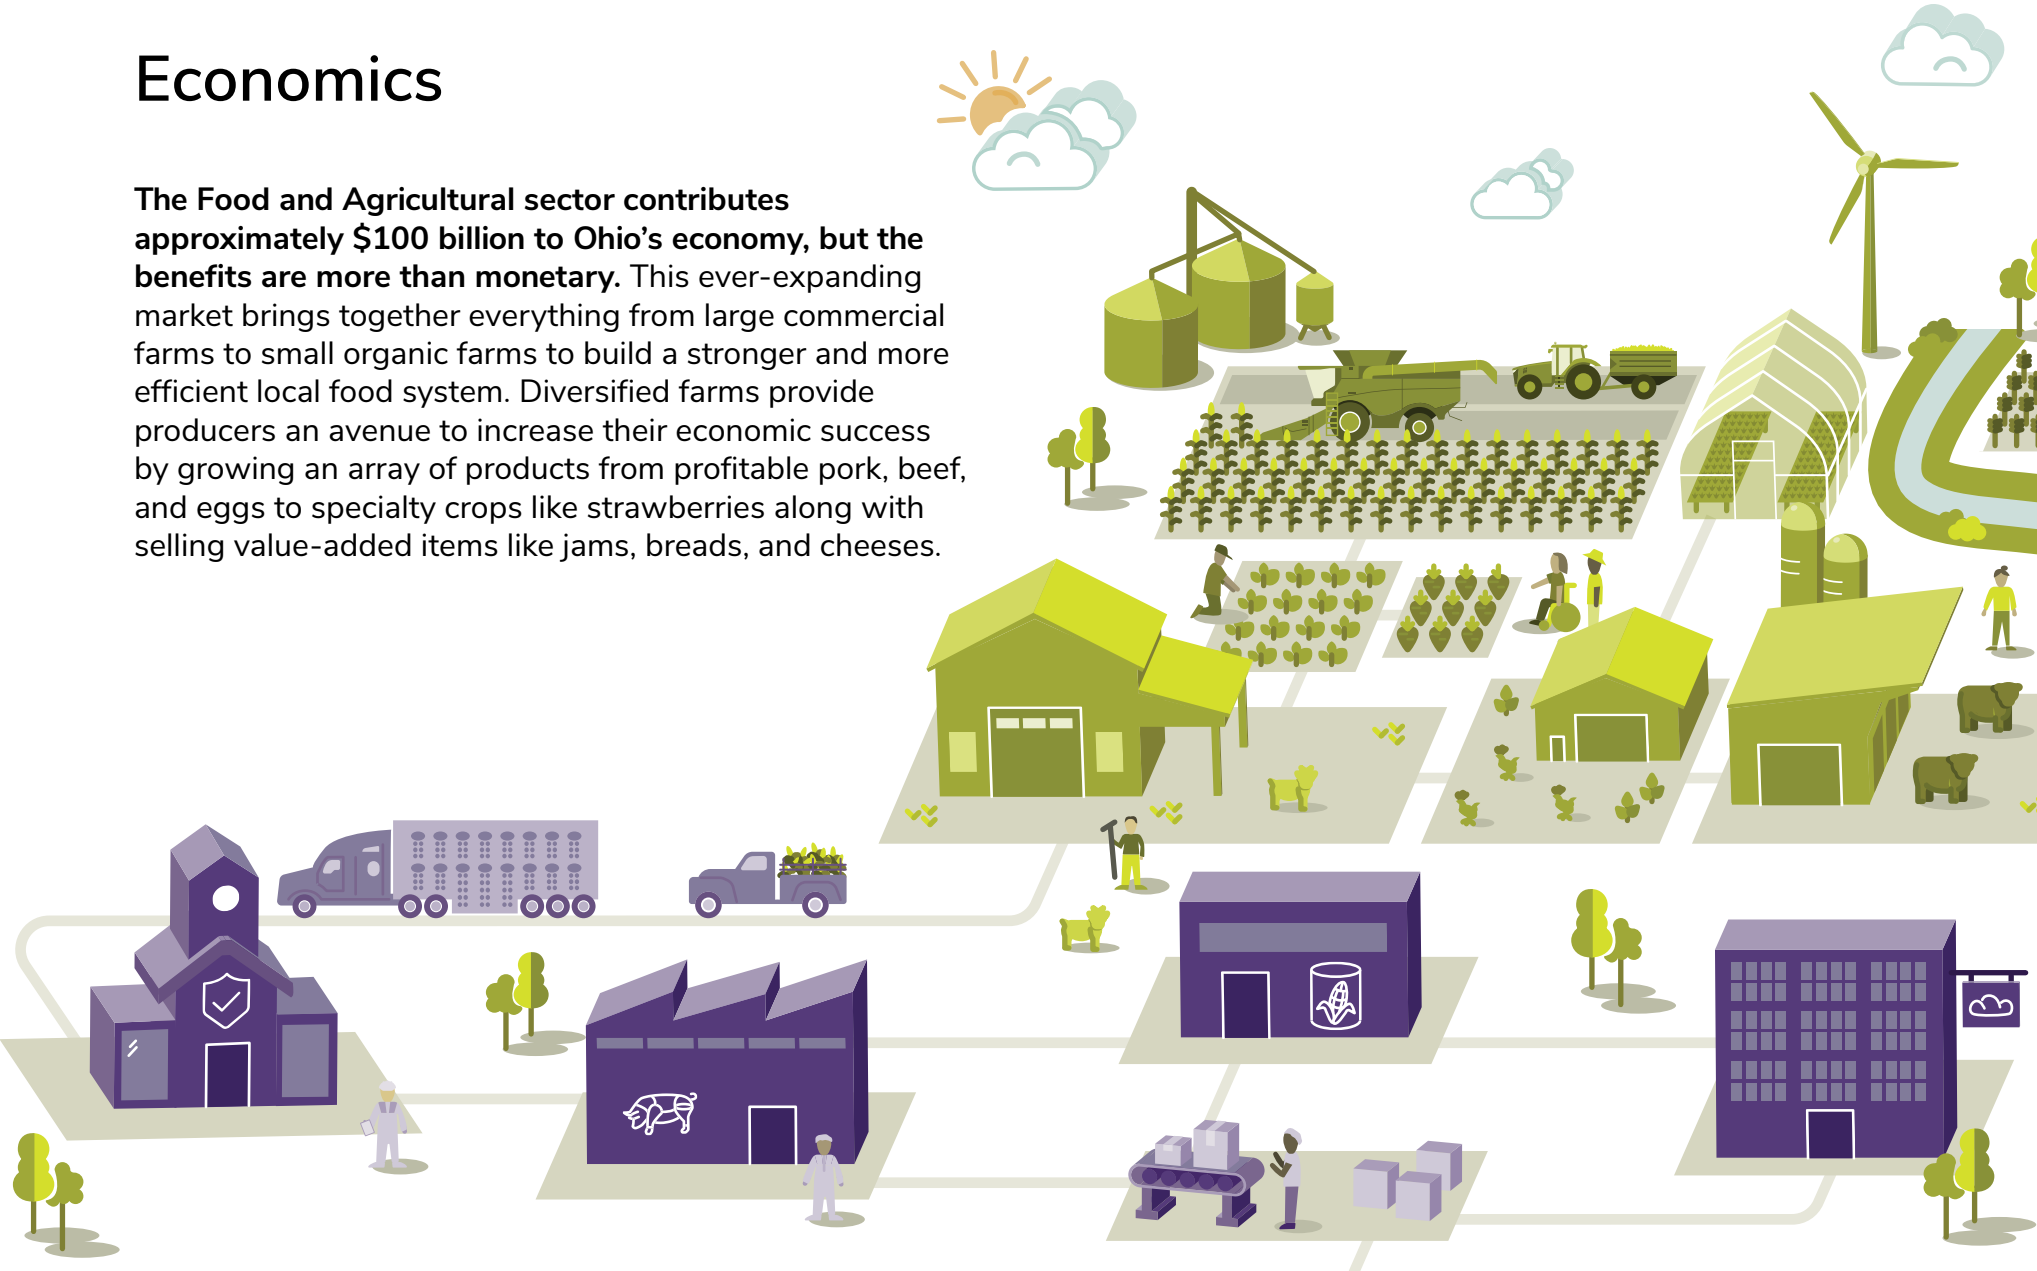 Economics
The Food and Agricultural sector contributes
approximately $100 billion to Ohio’s economy, but the
benefits are more than monetary. This ever-expanding
market brings together everything from large commercial
farms to small organic farms to build a stronger and more
efficient local food system. Diversified farms provide
producers an avenue to increase their economic success
by growing an array of products from profitable pork, beef,
and eggs to specialty crops like strawberries along with
selling value-added items like jams, breads, and cheeses.